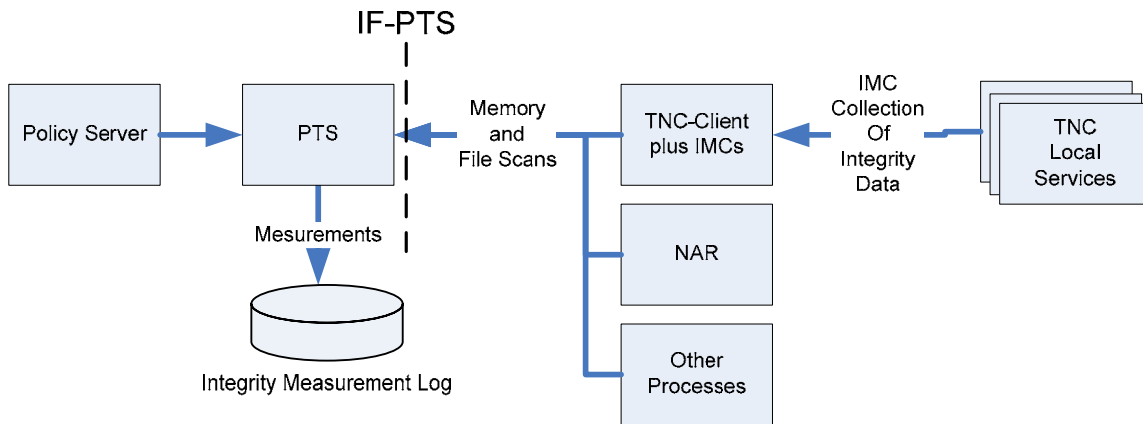 IF-PTS
Policy Server
PTS
Memory
and
File Scans
TNC-Client
plus IMCs
IMC
Collection
Of
Integrity
Data
TNC
Local
Services
Mesurements
NAR
Integrity Measurement Log
Other
Processes